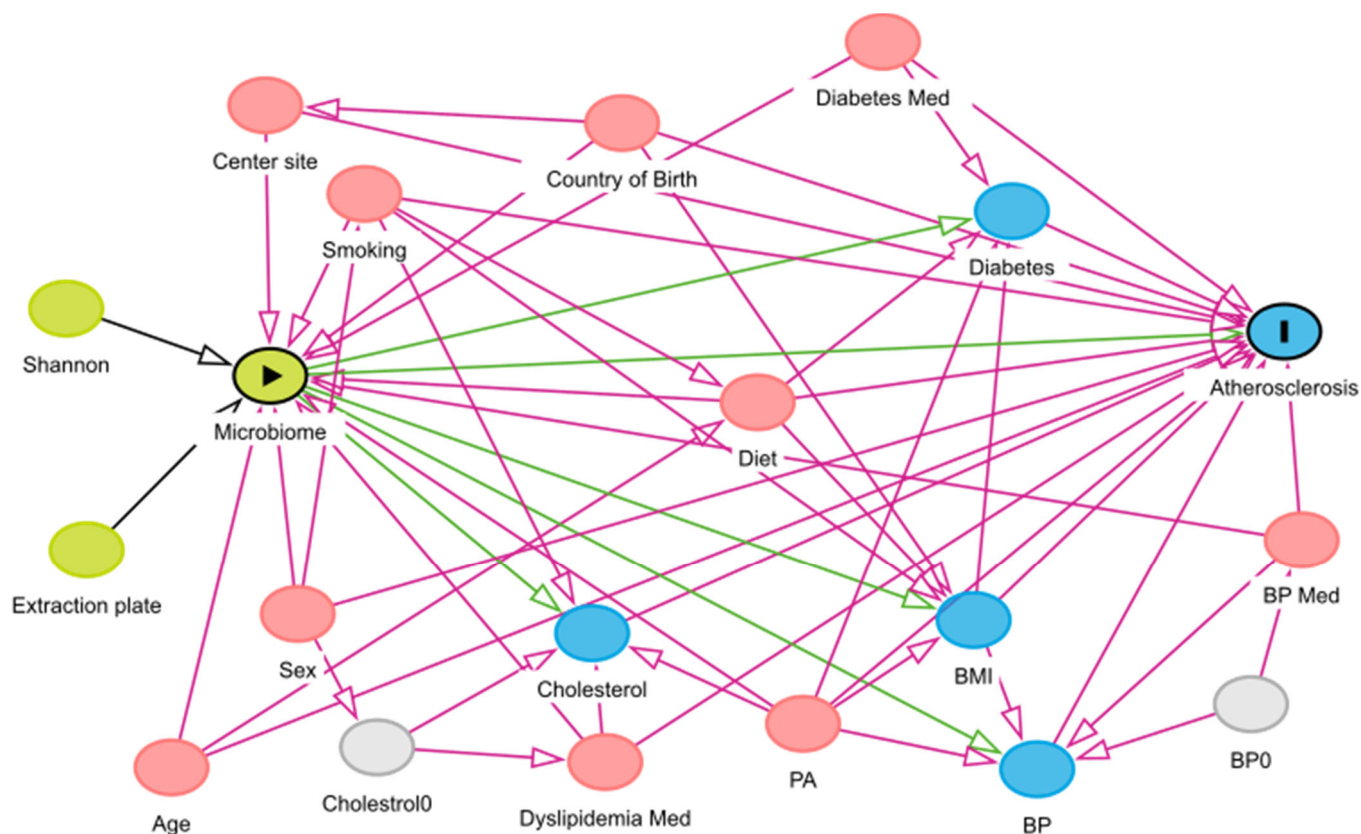 Diabetes Med
Center site
Country of Birth
Smoking
Diabetes
Shannon
Atherosclerosis
Microbiome
Diet
Extraction plate
BP Med
Sex
Cholesterol
BMI
BP0
PA
Cholestrol0
Dyslipidemia Med
Age
BP